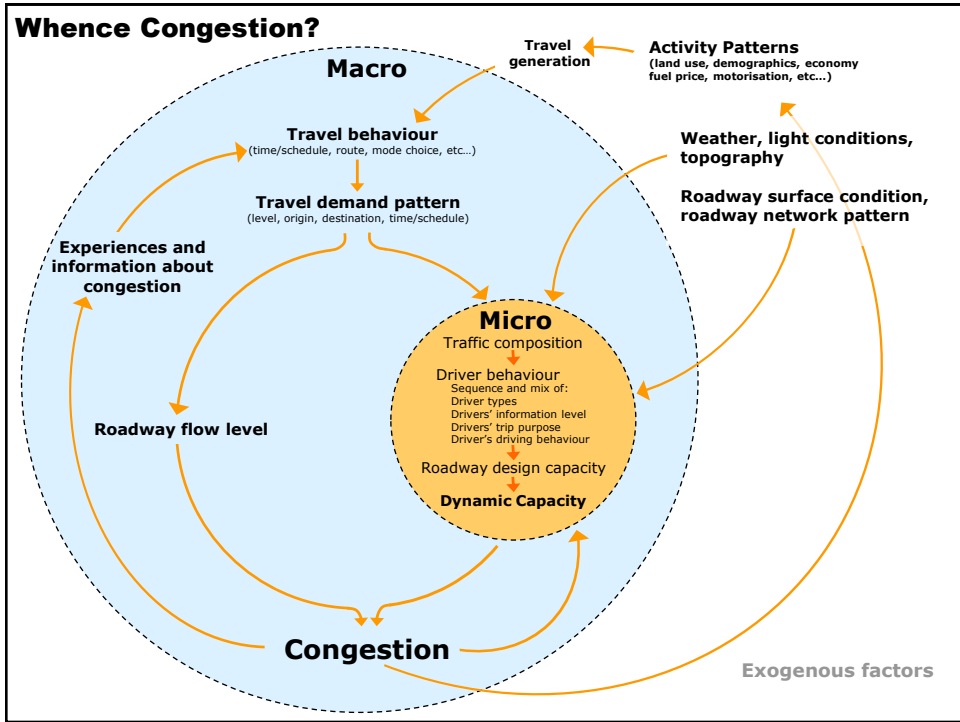 Whence Congestion?
Macro
Travel
generation
Activity Patterns
(land use, demographics, economy
fuel price, motorisation, etc...)
Travel behaviour
(time/schedule, route, mode choice, etc...)
Weather, light conditions,
topography
Travel demand pattern
(level, origin, destination, time/schedule)
Roadway surface condition,
roadway network pattern
Experiences and
information about
congestion
Micro
Traffic composition
Driver behaviour
Sequence and mix of:
Driver types
Drivers' information level
Drivers' trip purpose
Driver's driving behaviour
Roadway flow level
Roadway design capacity
Dynamic Capacity
Congestion
Exogenous factors